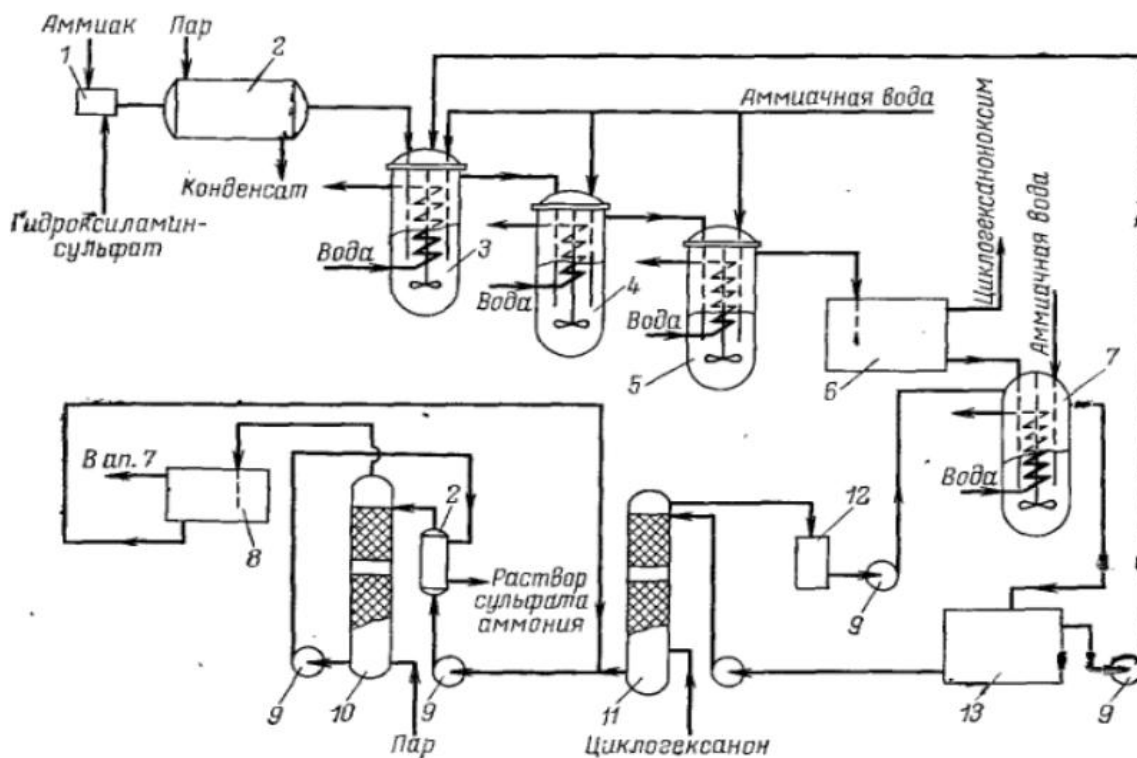 Аммиак
Пар
1
2
Аммиачная вода
Конденсат
Гидроксиламин-
сульфат
Вода
3
Вода
4
Вода
5
6
Циклогексаноноксим
Аммиачная вода
7
Вода
В ап. 7
8
2
Раствор
сульфата
аммония
12
9
9
10
9
11
13
9
Пар
Циклогексанон